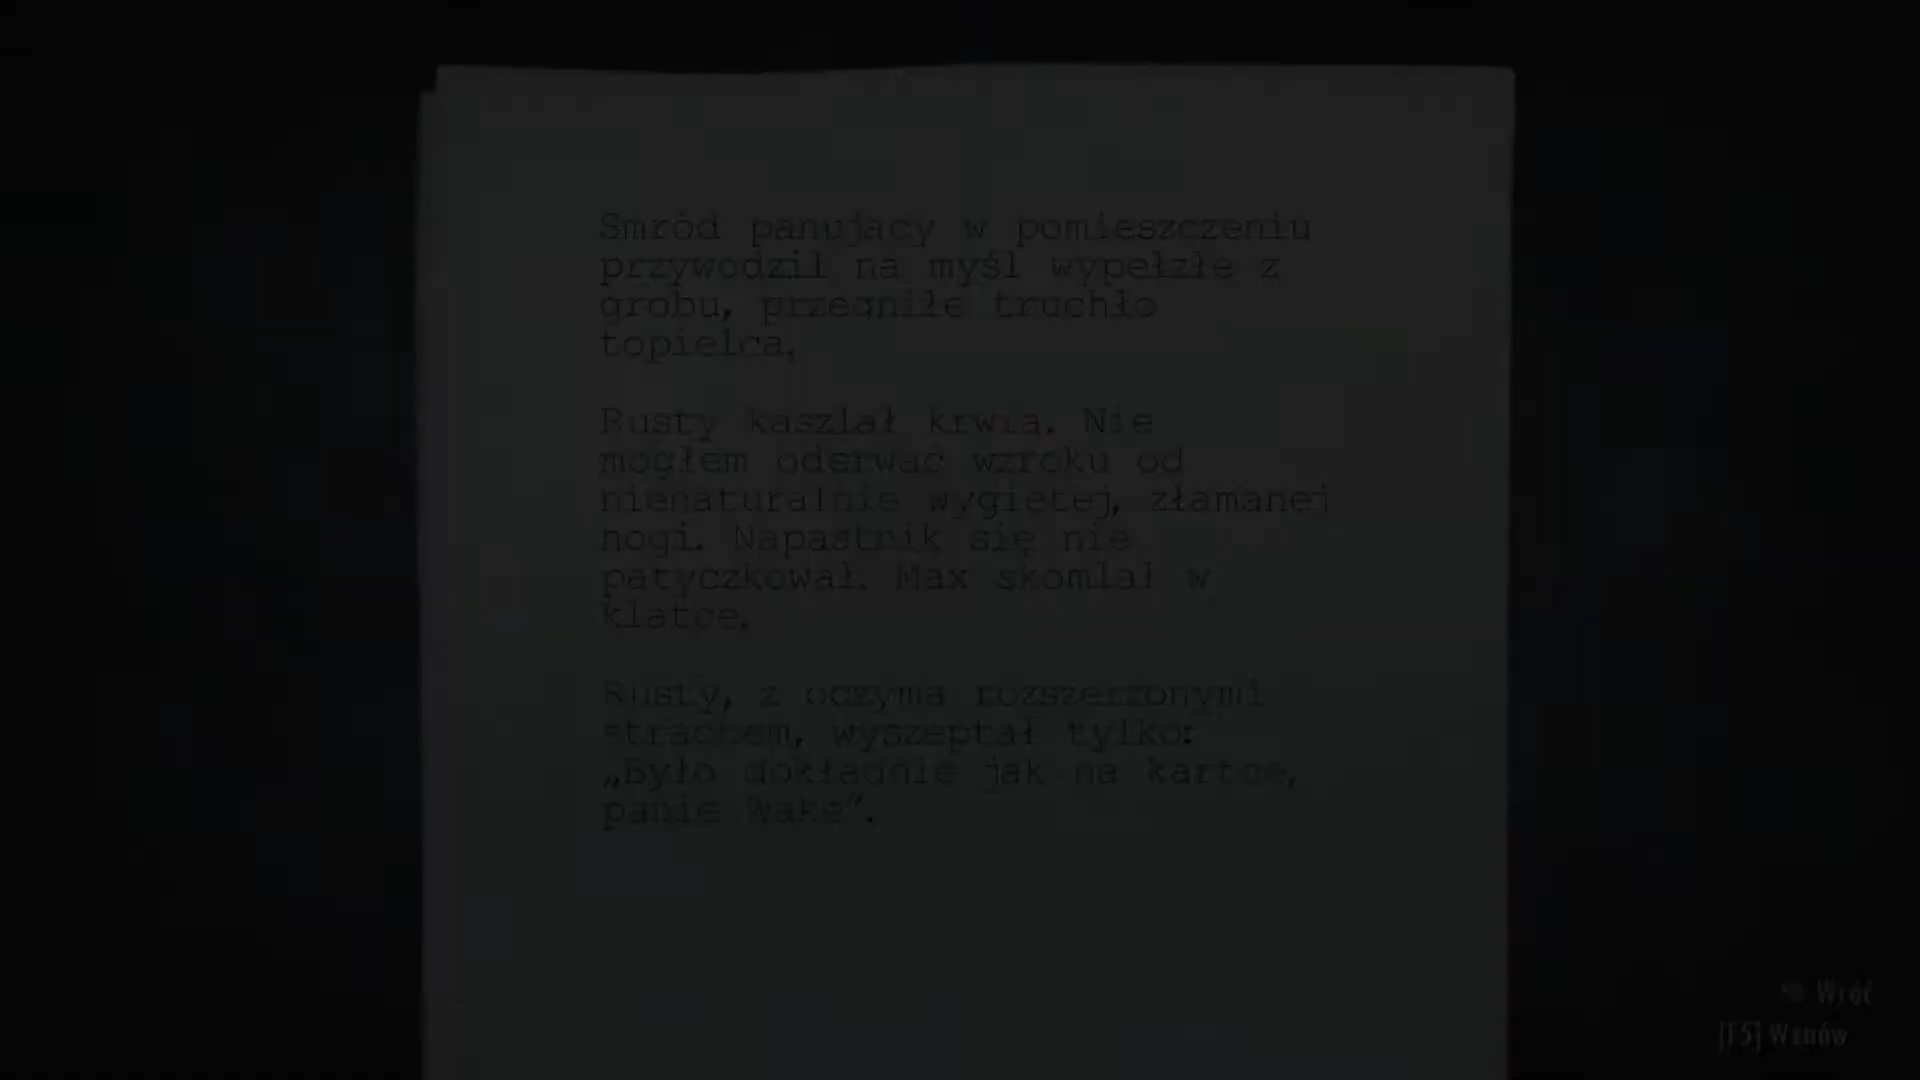 Smród panujący w pomieszczeniu
przywodził na myśl wypełzłe z
grobu, przegniłe truchło
topielca.
Rusty kaszlał krwią. Nie
mogłem oderwać wzroku od
nienaturalnie wygiętej, złamanej
nogi. Napastnik się nie
patyczkował. Max skomlał w
klatce.
Rusty, z oczyma rozszerzonymi
strachem, wyszeptał tylko:
„Było dokładnie jak na kartce,
panie Wake”.
Wróć
[F5] Wznów